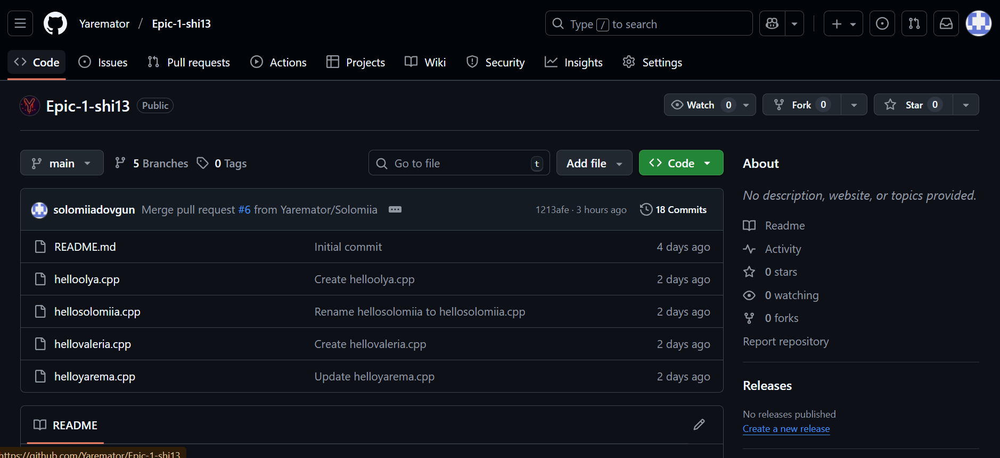 Yarematorator / Epic-1-shi13
Type / to search
Code
Issues
Pull requests
Actions
Projects
Wiki
Security
Insights
Settings
Epic-1-shi13 Public
Watch 0
Fork 0
Star 0
main
5 Branches
0 Tags
Go to file t
Add file
Code
solomiiadovgun Merge pull request #6 from Yaremator/Solomiia
1213afe · 3 hours ago
18 Commits
README.md Initial commit 4 days ago
helloolya.cpp Create helloolya.cpp 2 days ago
hellosolomiia.cpp Rename hellosolomiia to hellosolomiia.cpp 2 days ago
hellovaleria.cpp Create hellovaleria.cpp 2 days ago
helloyarema.cpp Update helloyarema.cpp 2 days ago
README
About
No description, website, or topics provided.
Readme
Activity
0 stars
0 watching
0 forks
Report repository
Releases
No releases published
Create a new release
https://github.com/Yaremator/Epic-1-shi13